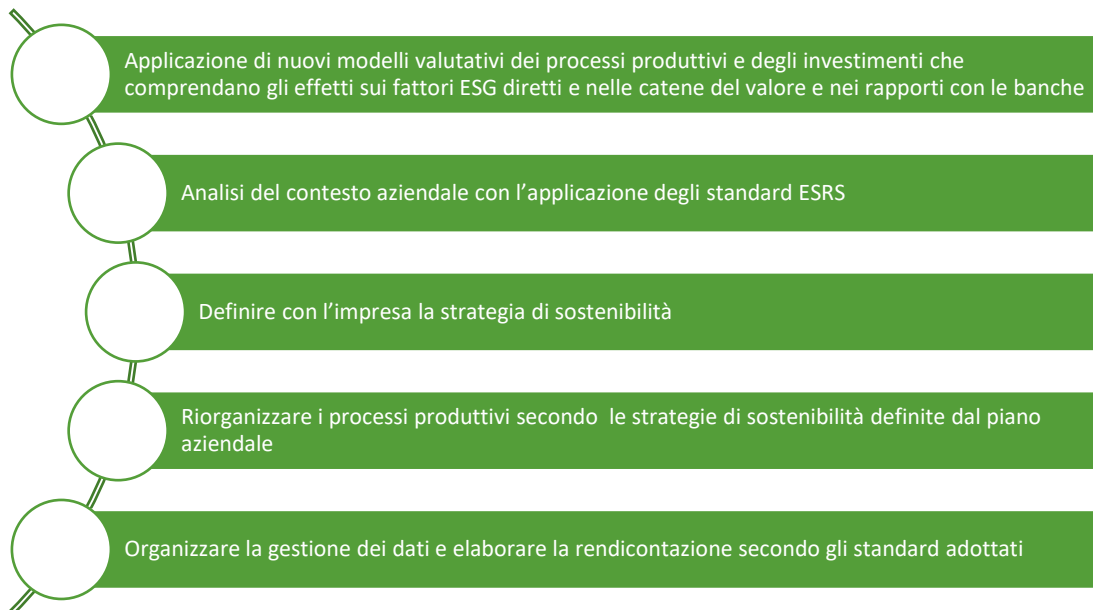 Applicazione di nuovi modelli valutativi dei processi produttivi e degli investimenti che
comprendano gli effetti sui fattori ESG diretti e nelle catene del valore e nei rapporti con le banche
Analisi del contesto aziendale con l’applicazione degli standard ESRS
Definire con l’impresa la strategia di sostenibilità
Riorganizzare i processi produttivi secondo  le strategie di sostenibilità definite dal piano
aziendale
Organizzare la gestione dei dati e elaborare la rendicontazione secondo gli standard adottati